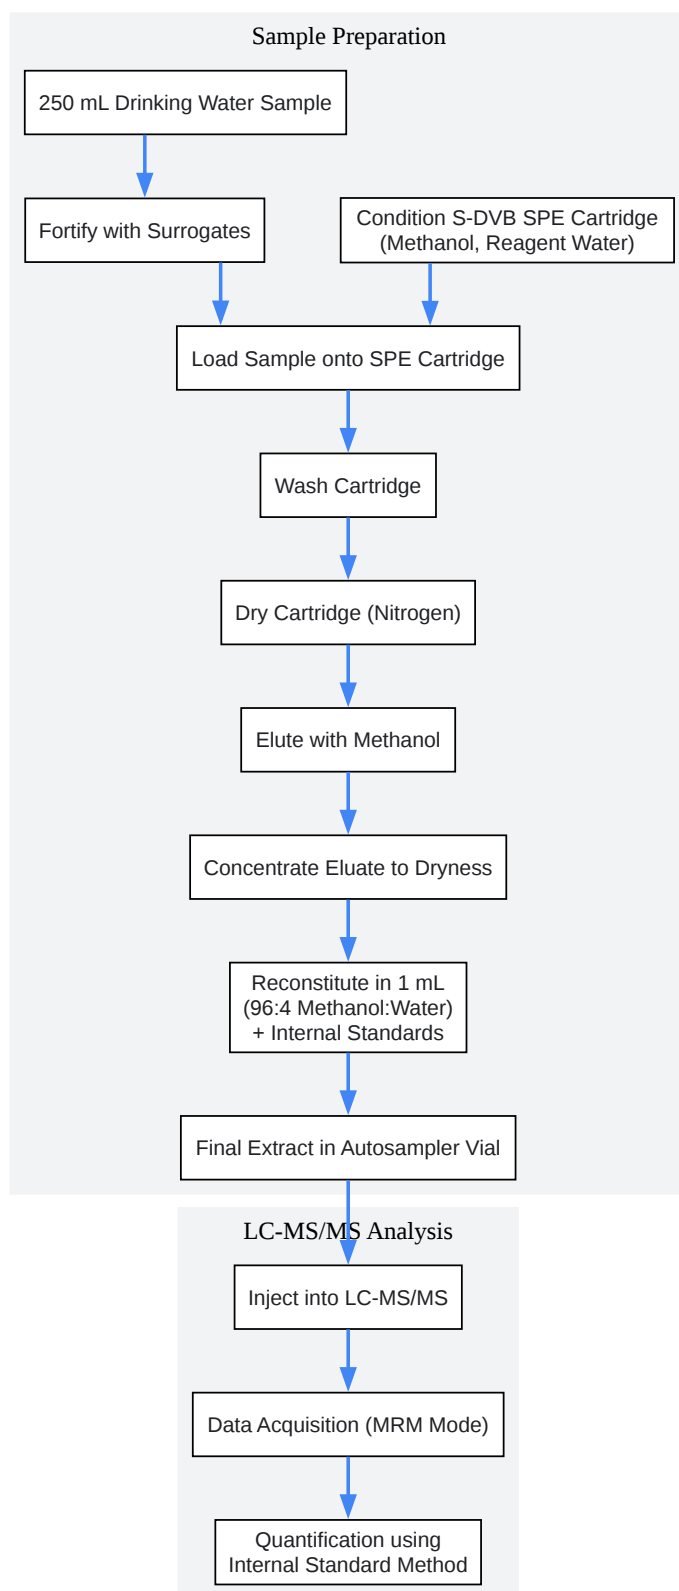 Sample Preparation
250 mL Drinking Water Sample
Fortify with Surrogates
Condition S-DVB SPE Cartridge
(Methanol, Reagent Water)
Load Sample onto SPE Cartridge
Wash Cartridge
Dry Cartridge (Nitrogen)
Elute with Methanol
Concentrate Eluate to Dryness
Reconstitute in 1 mL
(96:4 Methanol:Water)
+ Internal Standards
Final Extract in Autosampler Vial
LC-MS/MS Analysis
Inject into LC-MS/MS
Data Acquisition (MRM Mode)
Quantification using
Internal Standard Method